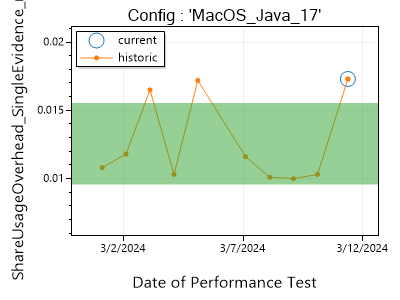 Config : 'MacOS_Java_17'
current
historic
0.02
0.015
0.01
3/2/2024
3/7/2024
3/12/2024
Date of Performance Test
ShareUsageOverhead_SingleEvidence_